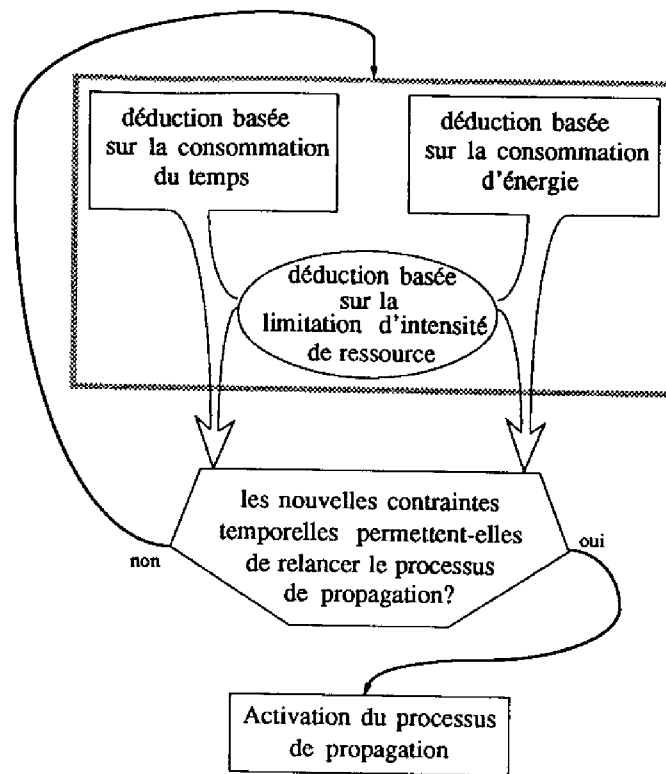 déduction basée
sur la consommation
du temps
déduction basée
sur la consommation
d'énergie
déduction basée
sur la
limitation d'intensité
de ressource
les nouvelles contraintes
temporelles permettent-elles
de relancer le processus
de propagation?
non
oui
Activation du processus
de propagation